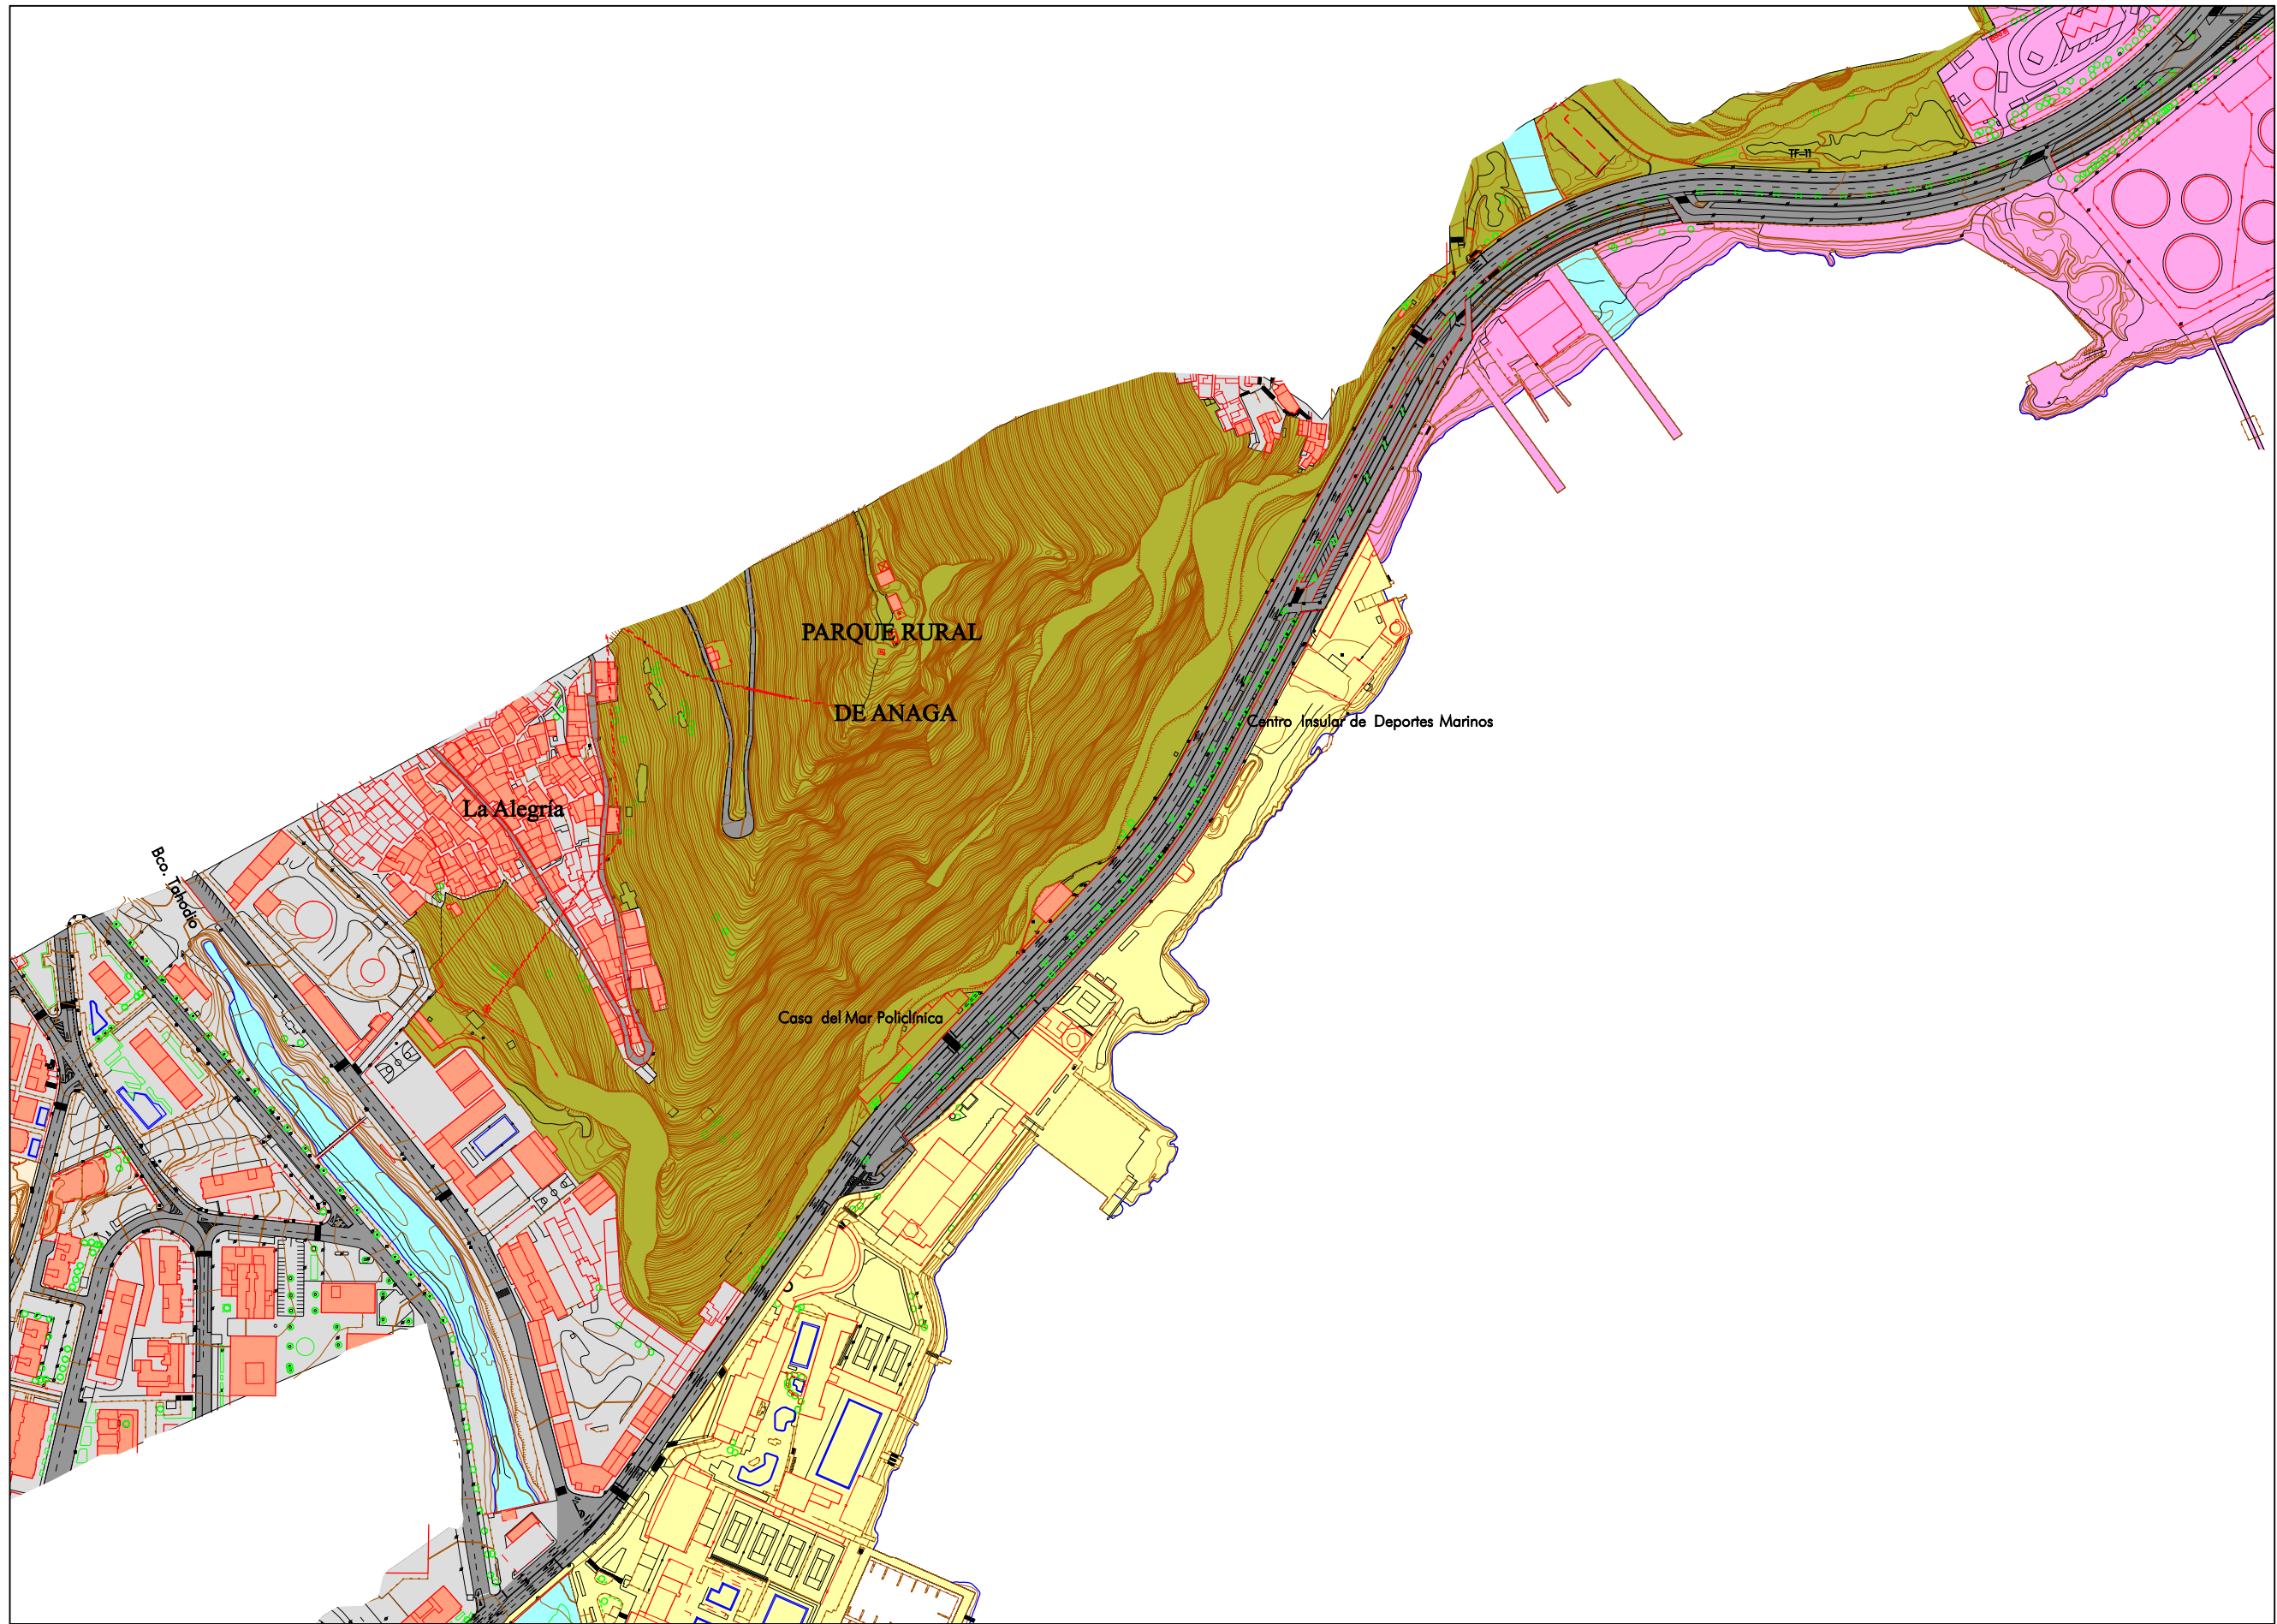 TF-11
PARQUE RURAL
DE ANAGA
Centro Insular de Deportes Marinos
La Alegría
Bco. Tahodio
Casa del Mar Policlínica